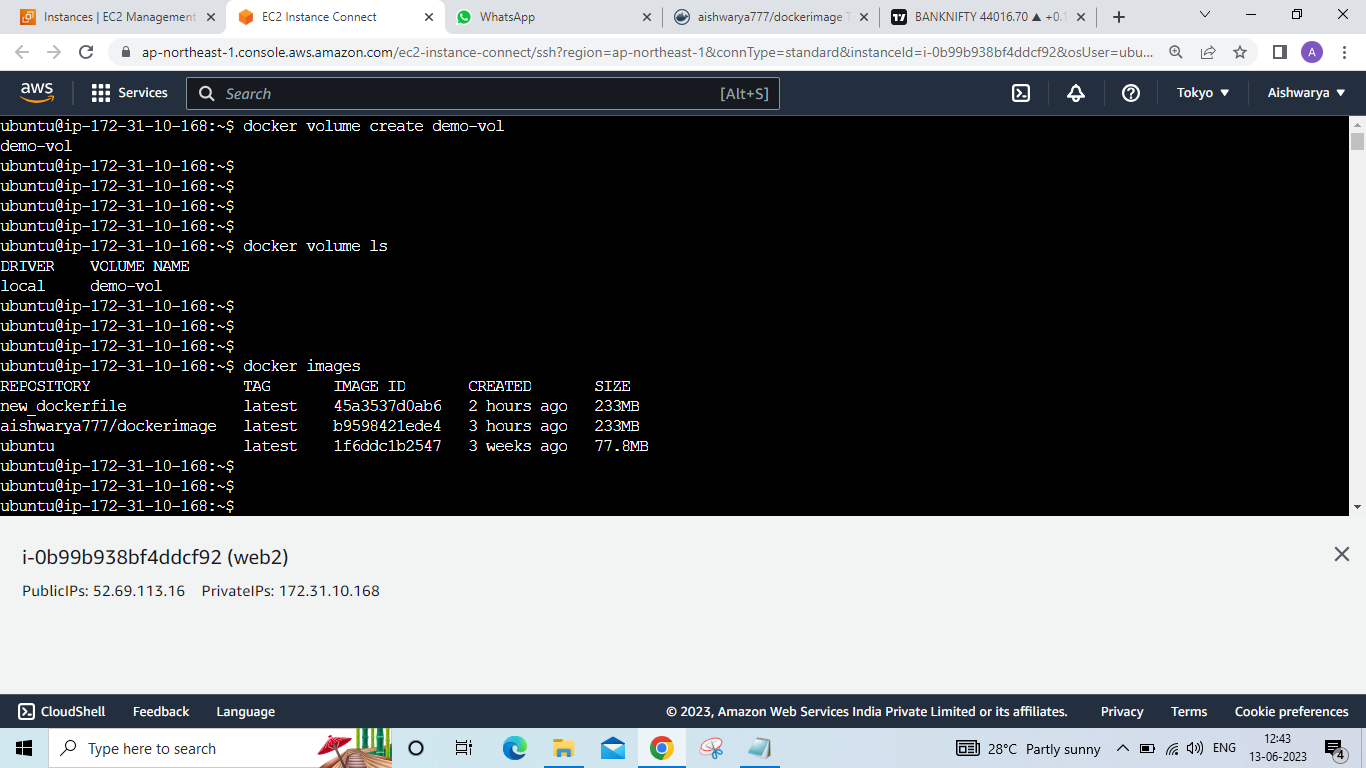 Instances | EC2 Management
EC2 Instance Connect
WhatsApp
aishwarya777/dockerimage
BANKNIFTY 44016.70 ▲ +0.1
ap-northeast-1.console.aws.amazon.com/ec2-instance-connect/ssh?region=ap-northeast-1&connType=standard&instanceId=i-0b99b938bf4ddcf92&osUser=ubu...
A
aws
Services
Search
[Alt+S]
Tokyo ▼
Aishwarya ▼
ubuntu@ip-172-31-10-168:~$ docker volume create demo-vol
demo-vol
ubuntu@ip-172-31-10-168:~$
ubuntu@ip-172-31-10-168:~$
ubuntu@ip-172-31-10-168:~$
ubuntu@ip-172-31-10-168:~$
ubuntu@ip-172-31-10-168:~$ docker volume ls
DRIVER    VOLUME NAME
local     demo-vol
ubuntu@ip-172-31-10-168:~$
ubuntu@ip-172-31-10-168:~$
ubuntu@ip-172-31-10-168:~$
ubuntu@ip-172-31-10-168:~$ docker images
REPOSITORY                 TAG       IMAGE ID       CREATED       SIZE
new_dockerfile             latest    45a3537d0ab6   2 hours ago   233MB
aishwarya777/dockerimage   latest    b9598421ede4   3 hours ago   233MB
ubuntu                     latest    1f6ddc1b2547   3 weeks ago   77.8MB
ubuntu@ip-172-31-10-168:~$
ubuntu@ip-172-31-10-168:~$
ubuntu@ip-172-31-10-168:~$
i-0b99b938bf4ddcf92 (web2)
PublicIPs: 52.69.113.16    PrivateIPs: 172.31.10.168
CloudShell
Feedback
Language
© 2023, Amazon Web Services India Private Limited or its affiliates.
Privacy
Terms
Cookie preferences
Type here to search
28°C Partly sunny
ENG
12:43
13-06-2023
4